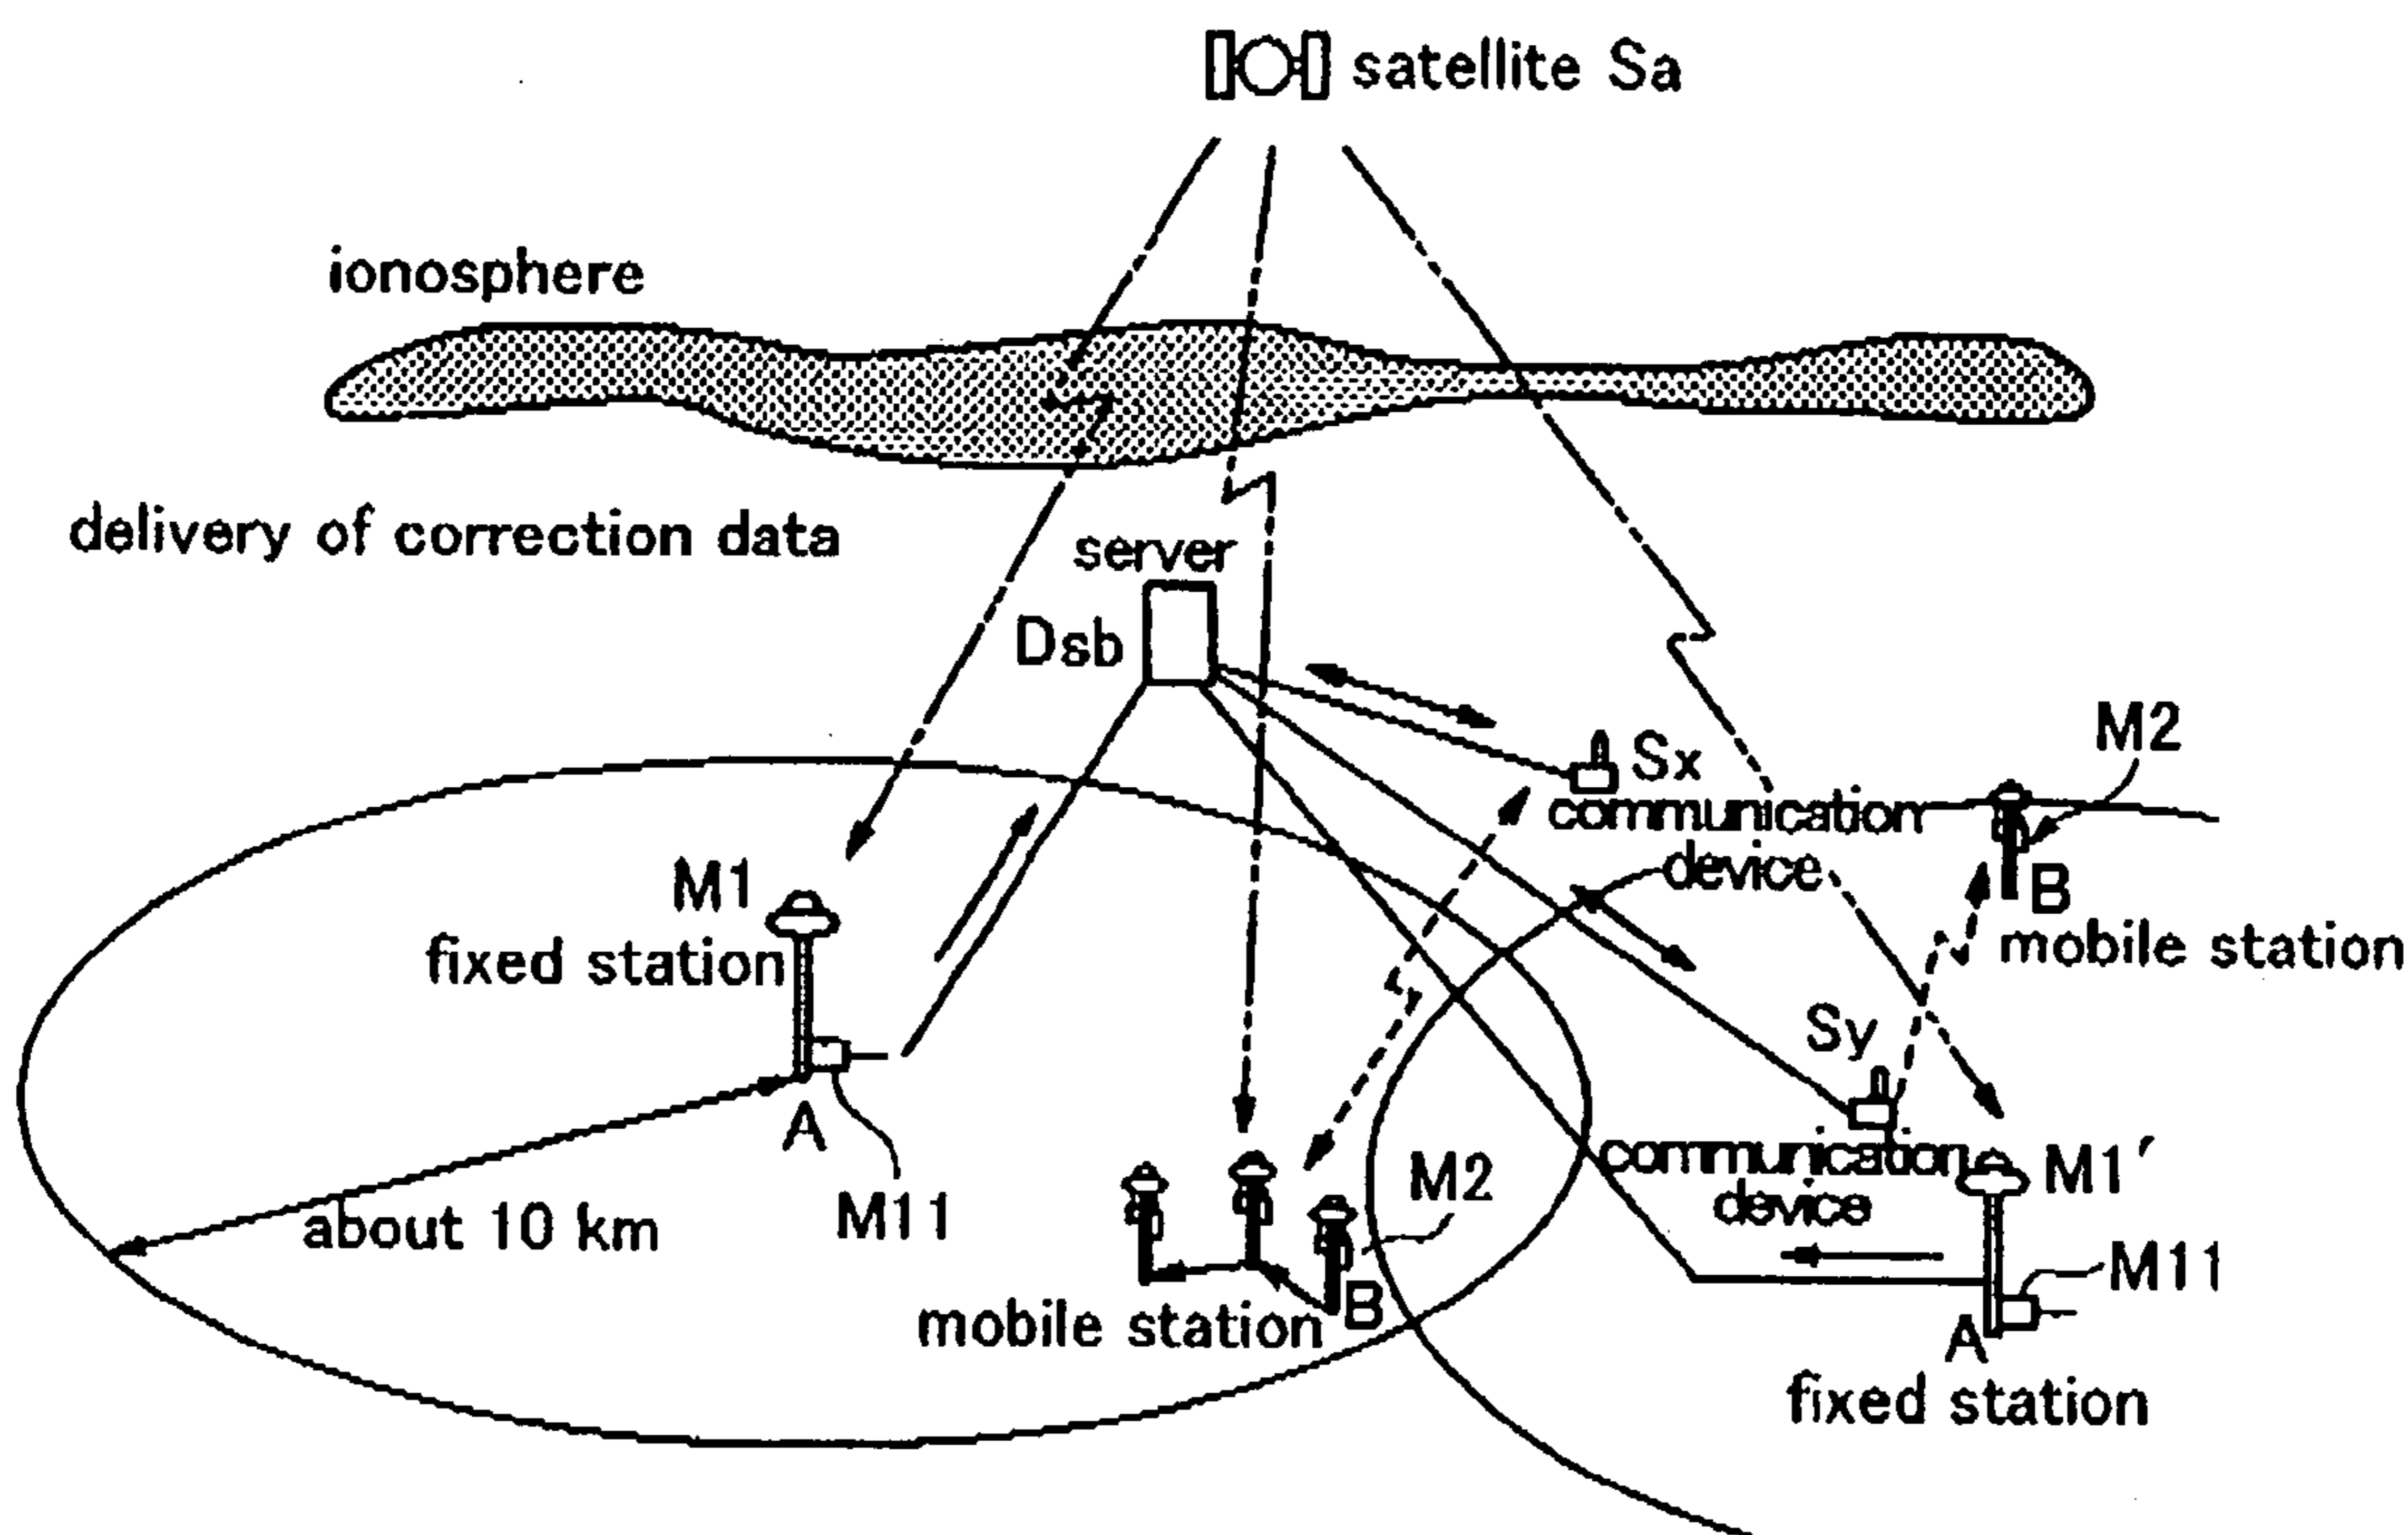 satellite Sa
ionosphere
delivery of correction data
server
Dsb
Sx
communication
device
M2
B
mobile station
M1
fixed station
A
M11
about 10 km
Sy
communication
device
M1′
M11
A
fixed station
M2
B
mobile station